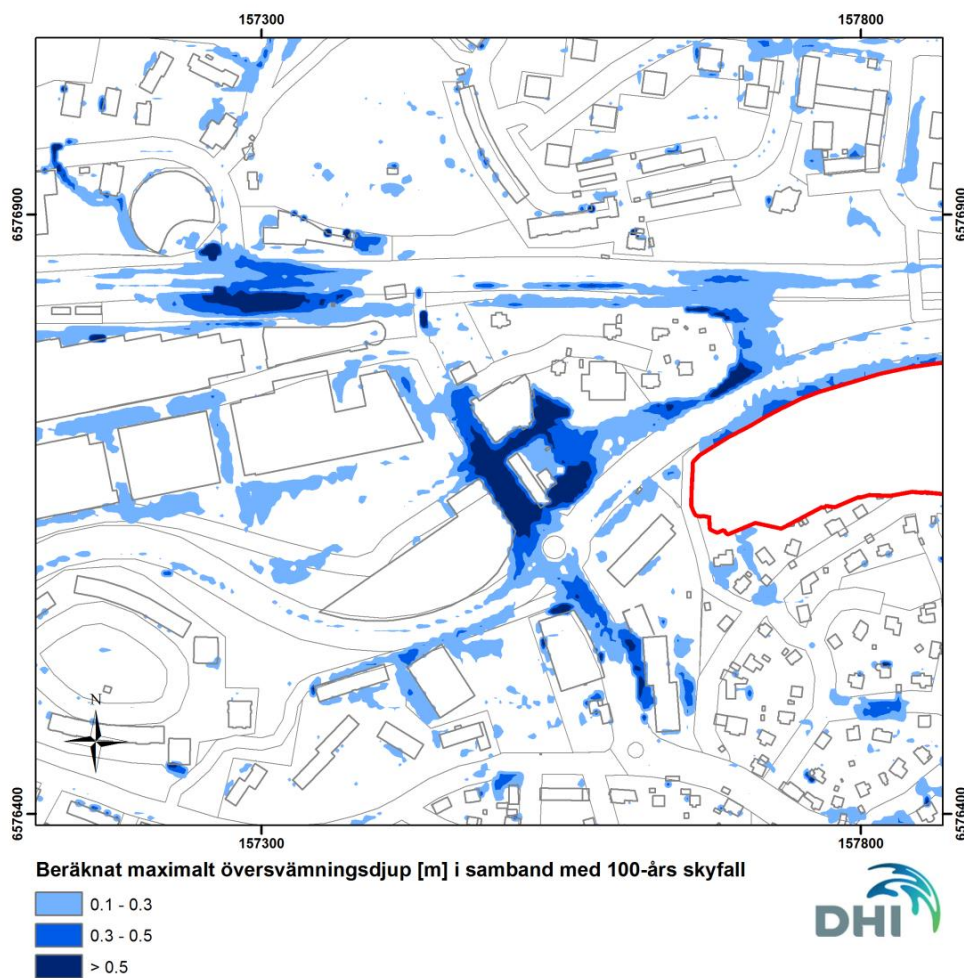 157300 157800
6576900 6576900
N
6576400 6576400
157300 157800
Beräknat maximalt översvämningsdjup [m] i samband med 100-års skyfall
0.1 - 0.3
0.3 - 0.5
> 0.5
DHI